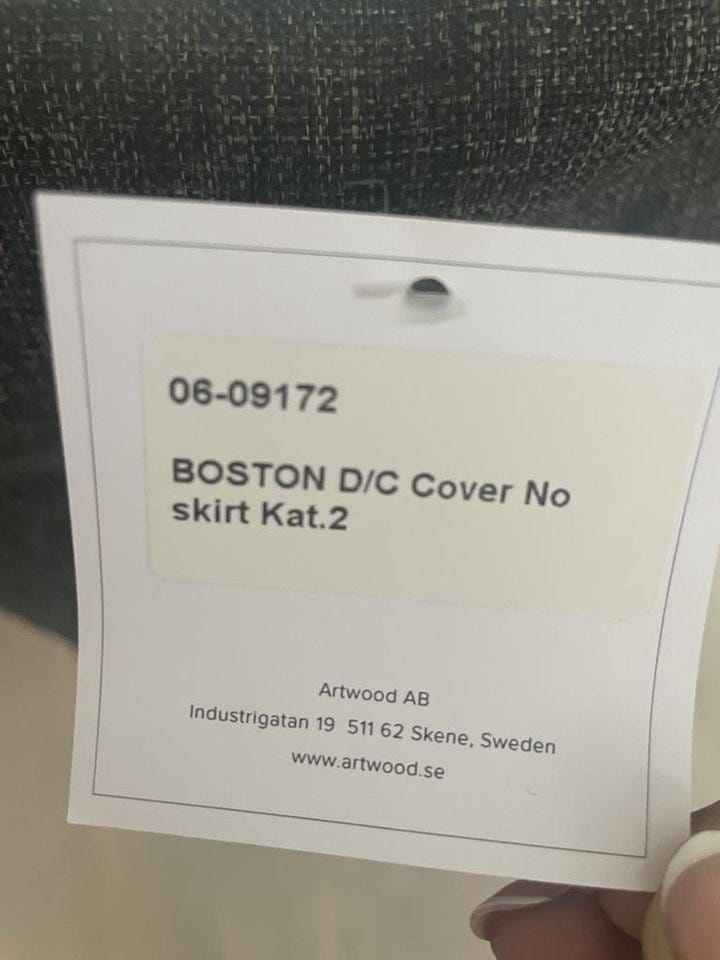 06-09172
BOSTON D/C Cover No
skirt Kat.2
Artwood AB
Industrigatan 19 511 62 Skene, Sweden
www.artwood.se